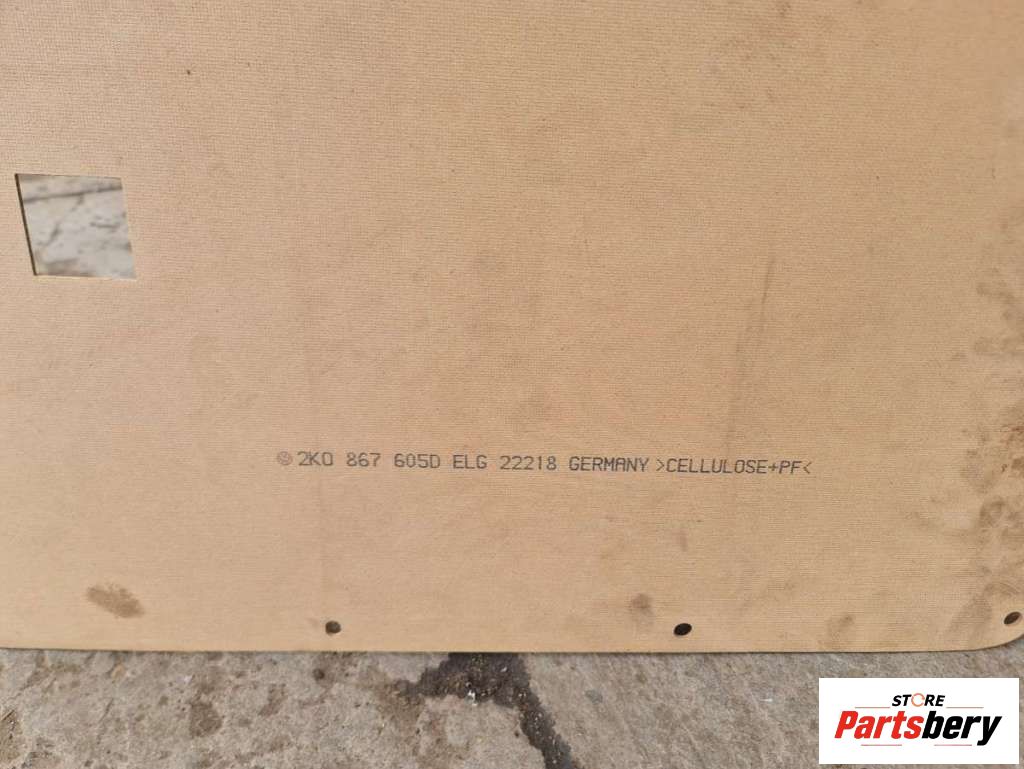 2K0 867 605D ELG 22218 GERMANY >CELLULOSE+PF<
STORE
Partsbery